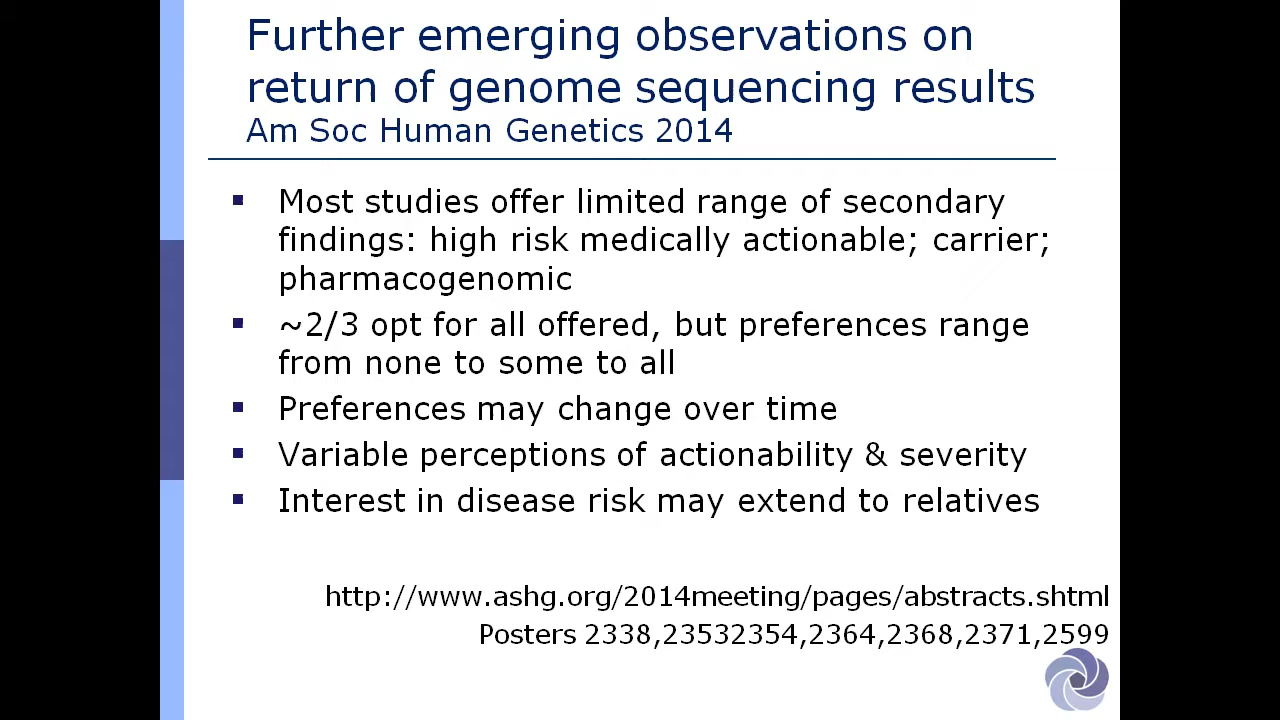 Further emerging observations on
return of genome sequencing results
Am Soc Human Genetics 2014
▪ Most studies offer limited range of secondary
findings: high risk medically actionable; carrier;
pharmacogenomic
▪ ~2/3 opt for all offered, but preferences range
from none to some to all
▪ Preferences may change over time
▪ Variable perceptions of actionability & severity
▪ Interest in disease risk may extend to relatives
http://www.ashg.org/2014meeting/pages/abstracts.shtml
Posters 2338,23532354,2364,2368,2371,2599